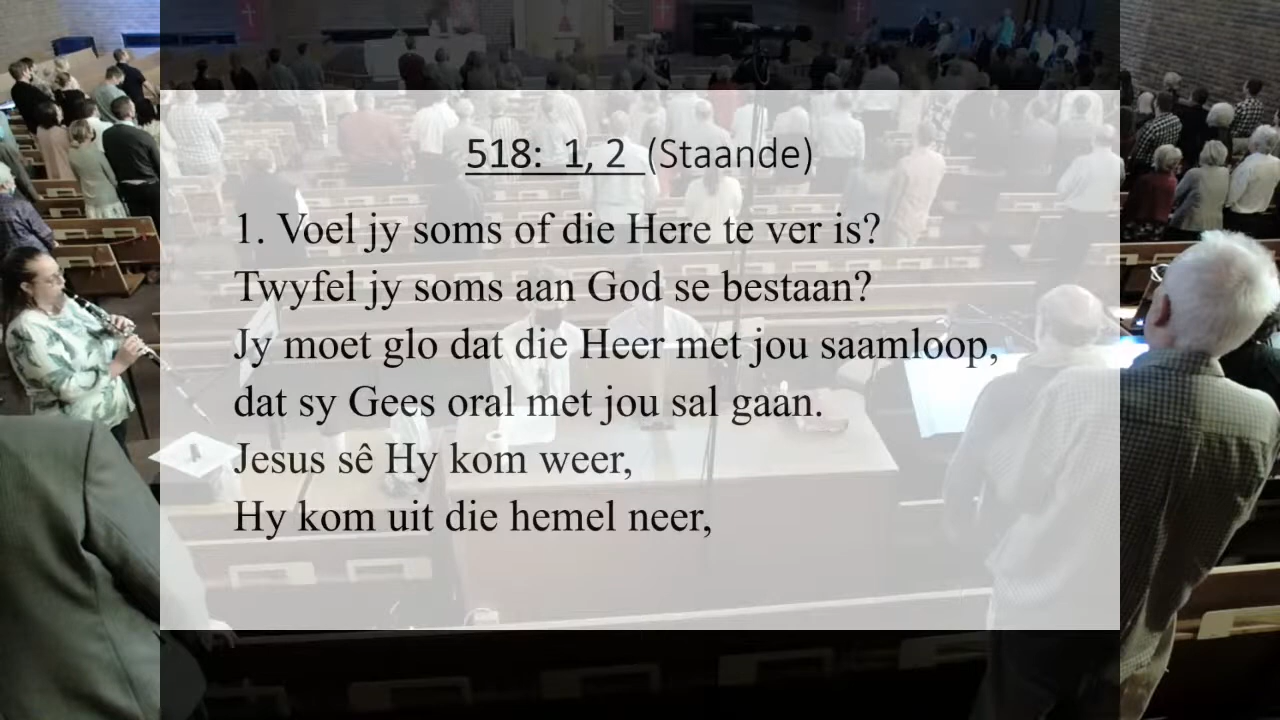 518: 1, 2 (Staande)
1. Voel jy soms of die Here te ver is?
Twyfel jy soms aan God se bestaan?
Jy moet glo dat die Heer met jou saamloop,
dat sy Gees oral met jou sal gaan.
Jesus sê Hy kom weer,
Hy kom uit die hemel neer,